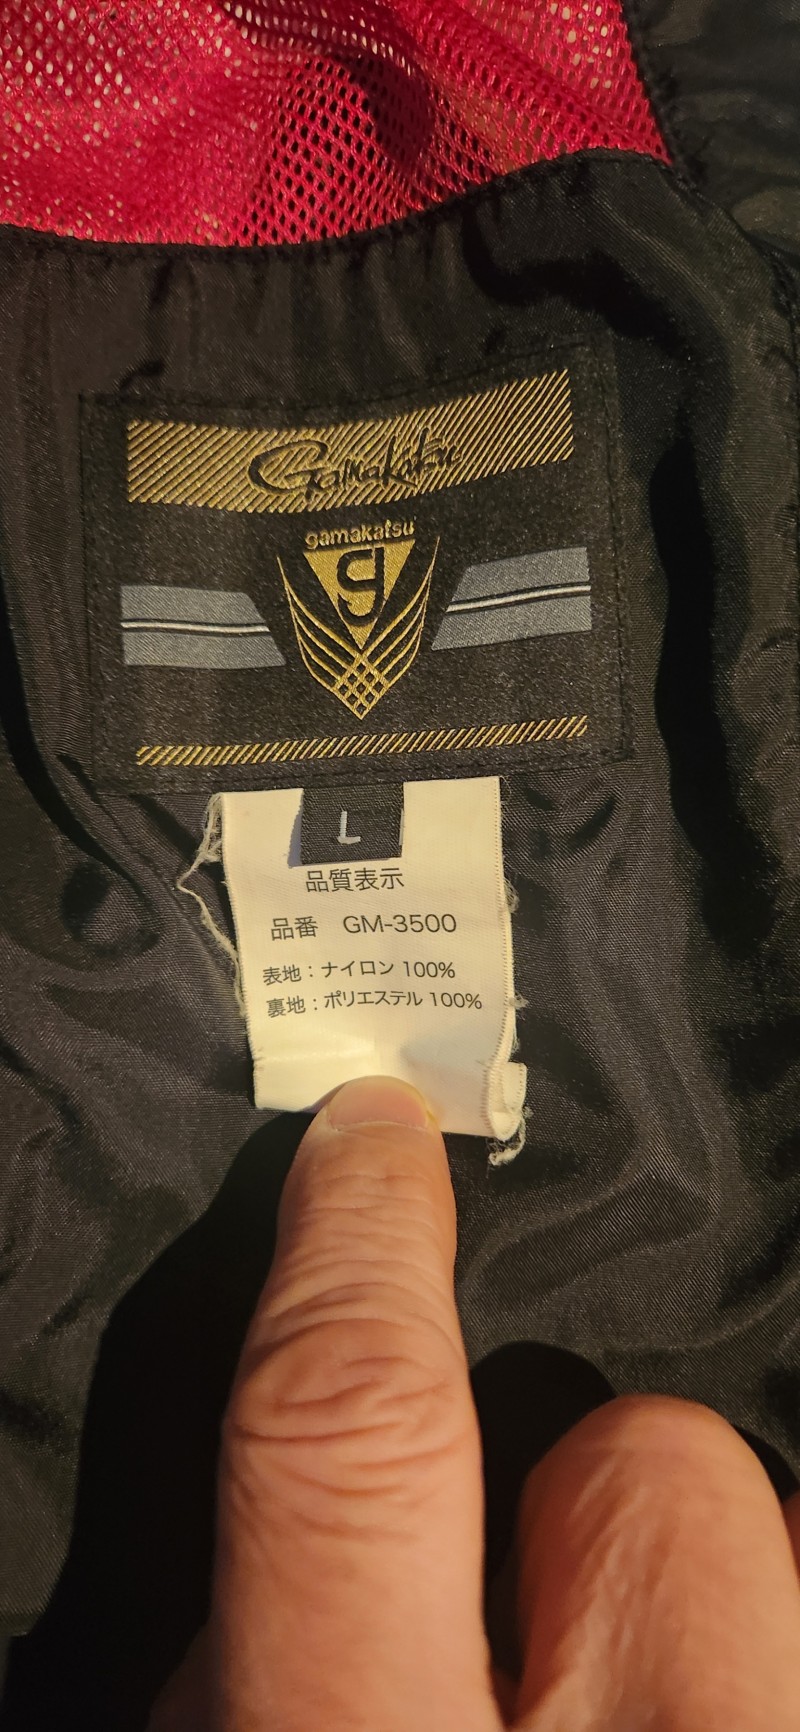 Gamakatsu
gamakatsu
g
L
品質表示
品番 GM-3500
表地：ナイロン 100%
裏地：ポリエステル 100%